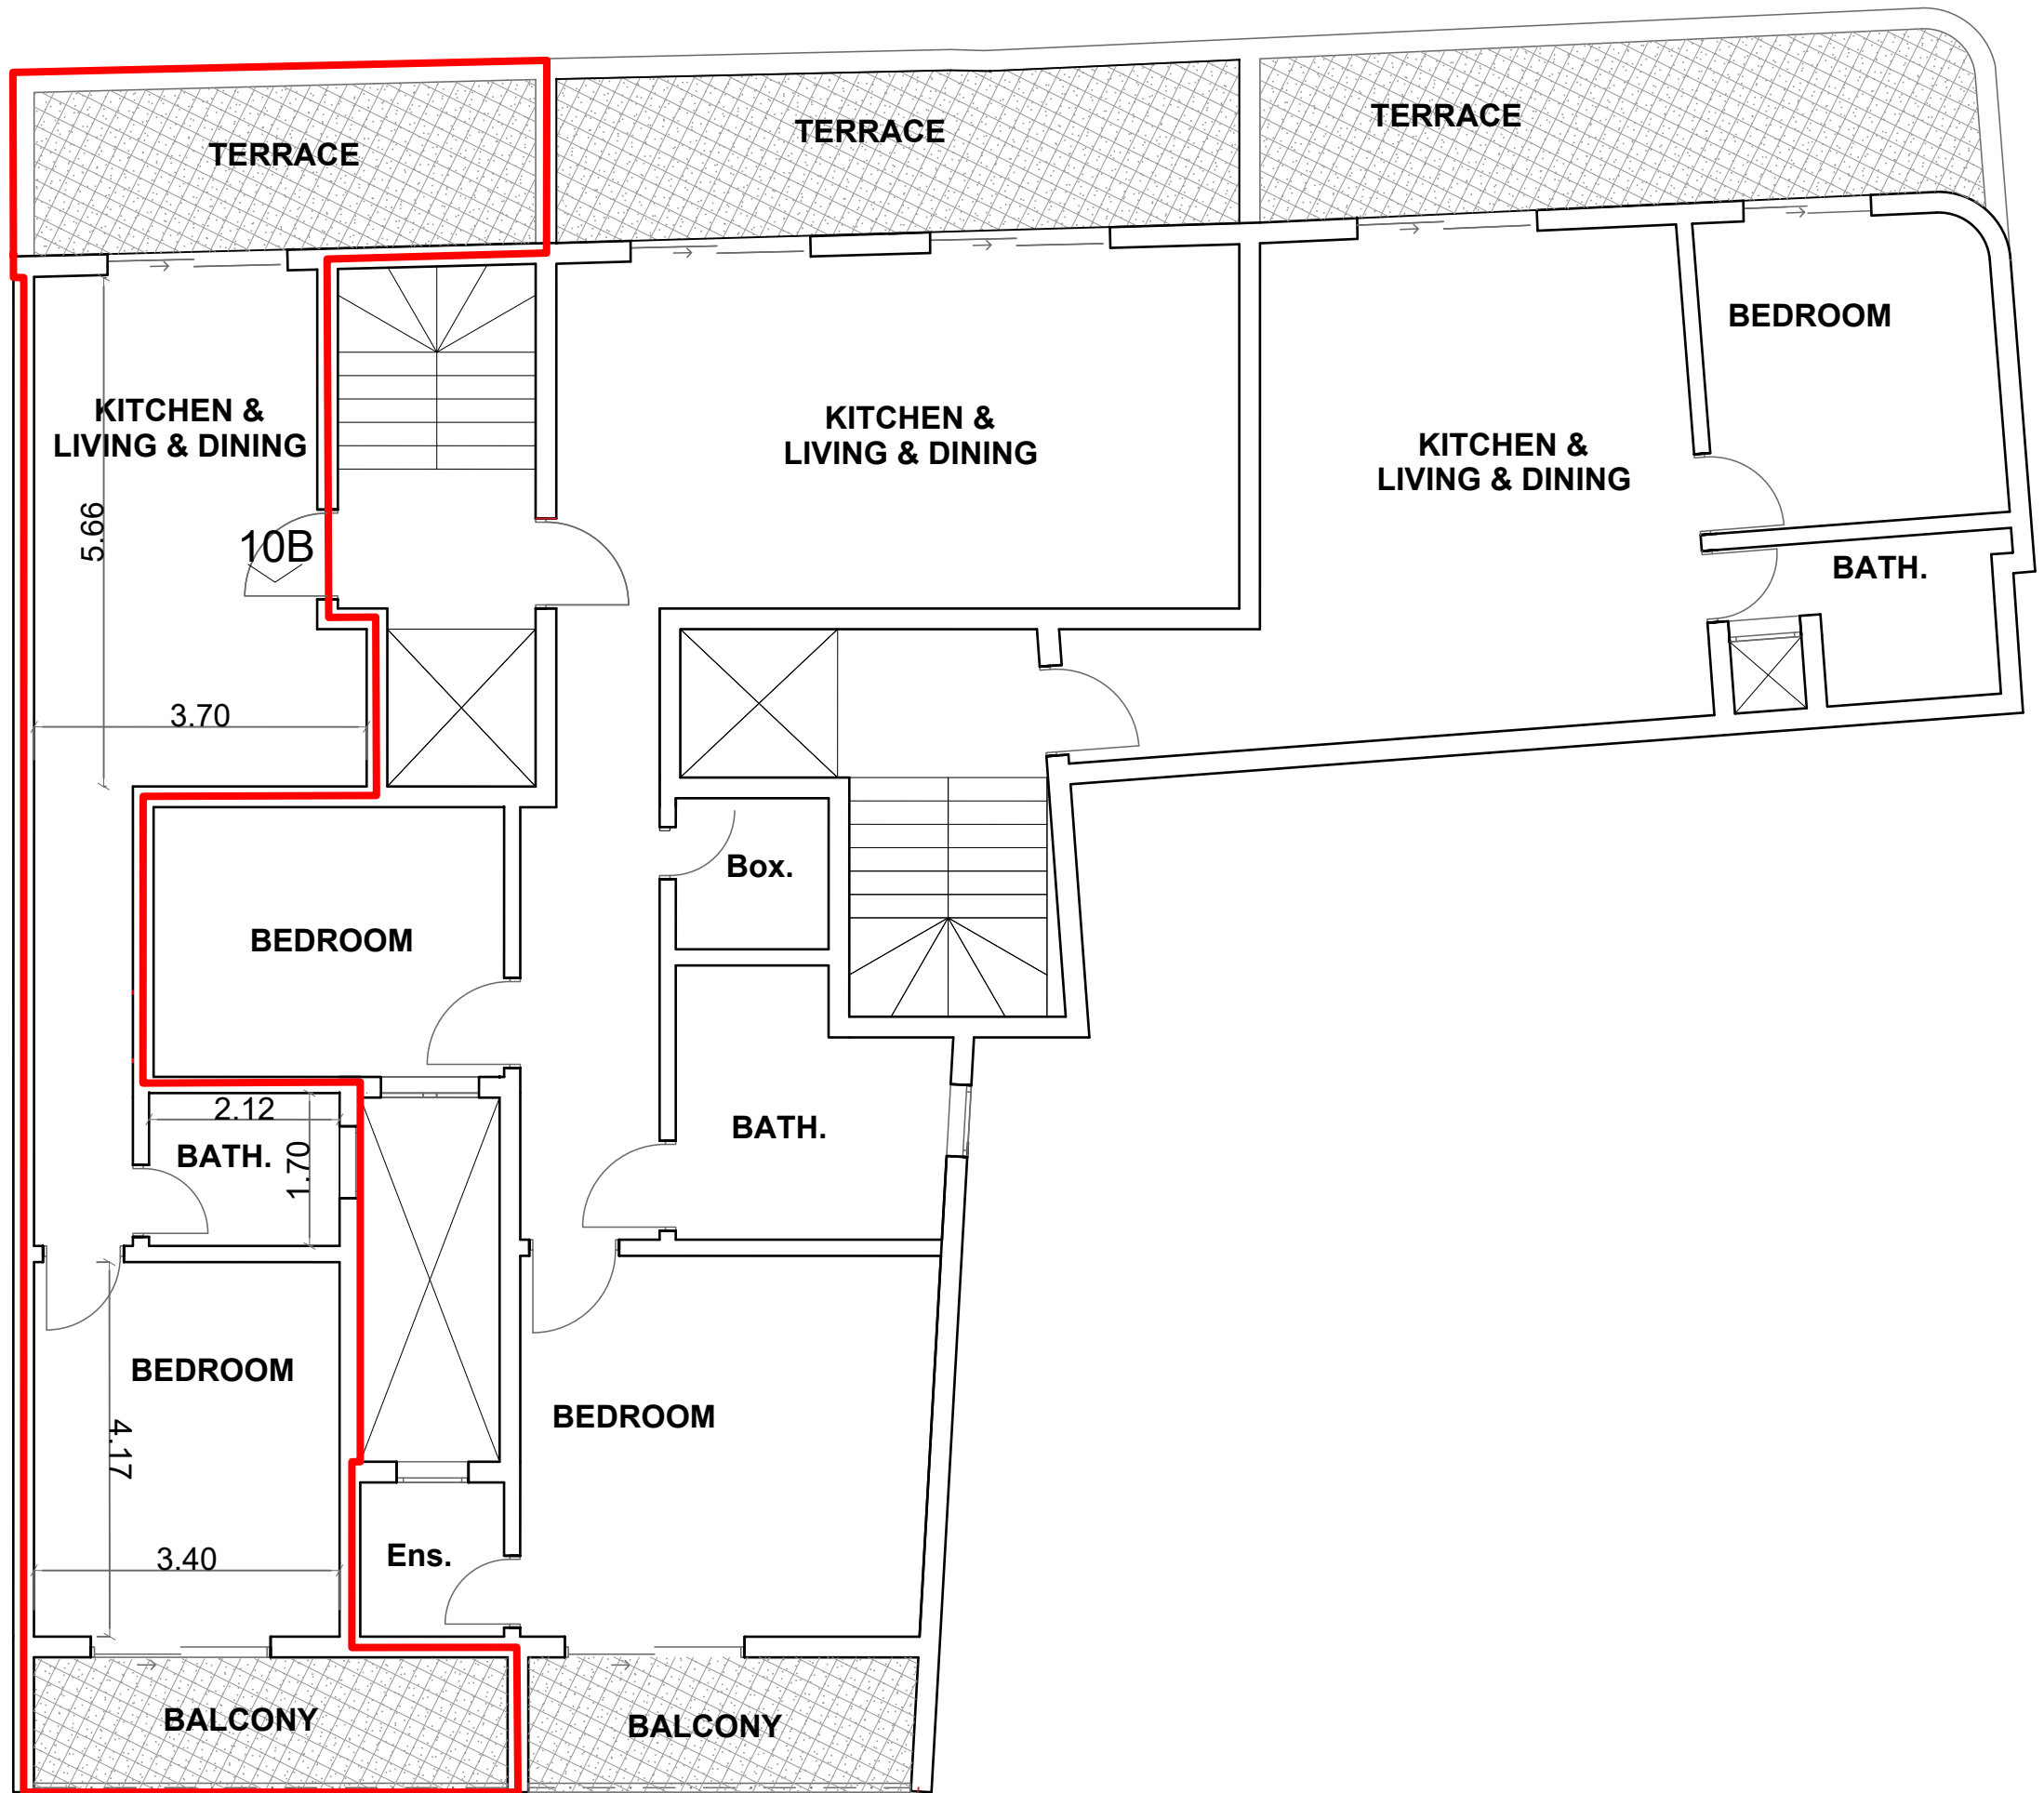 TERRACE
TERRACE
TERRACE
BEDROOM
KITCHEN &
LIVING & DINING
KITCHEN &
LIVING & DINING
KITCHEN &
LIVING & DINING
5.66
10B
BATH.
3.70
Box.
BEDROOM
2.12
BATH.
1.70
BATH.
BEDROOM
4.17
BEDROOM
3.40
Ens.
BALCONY
BALCONY